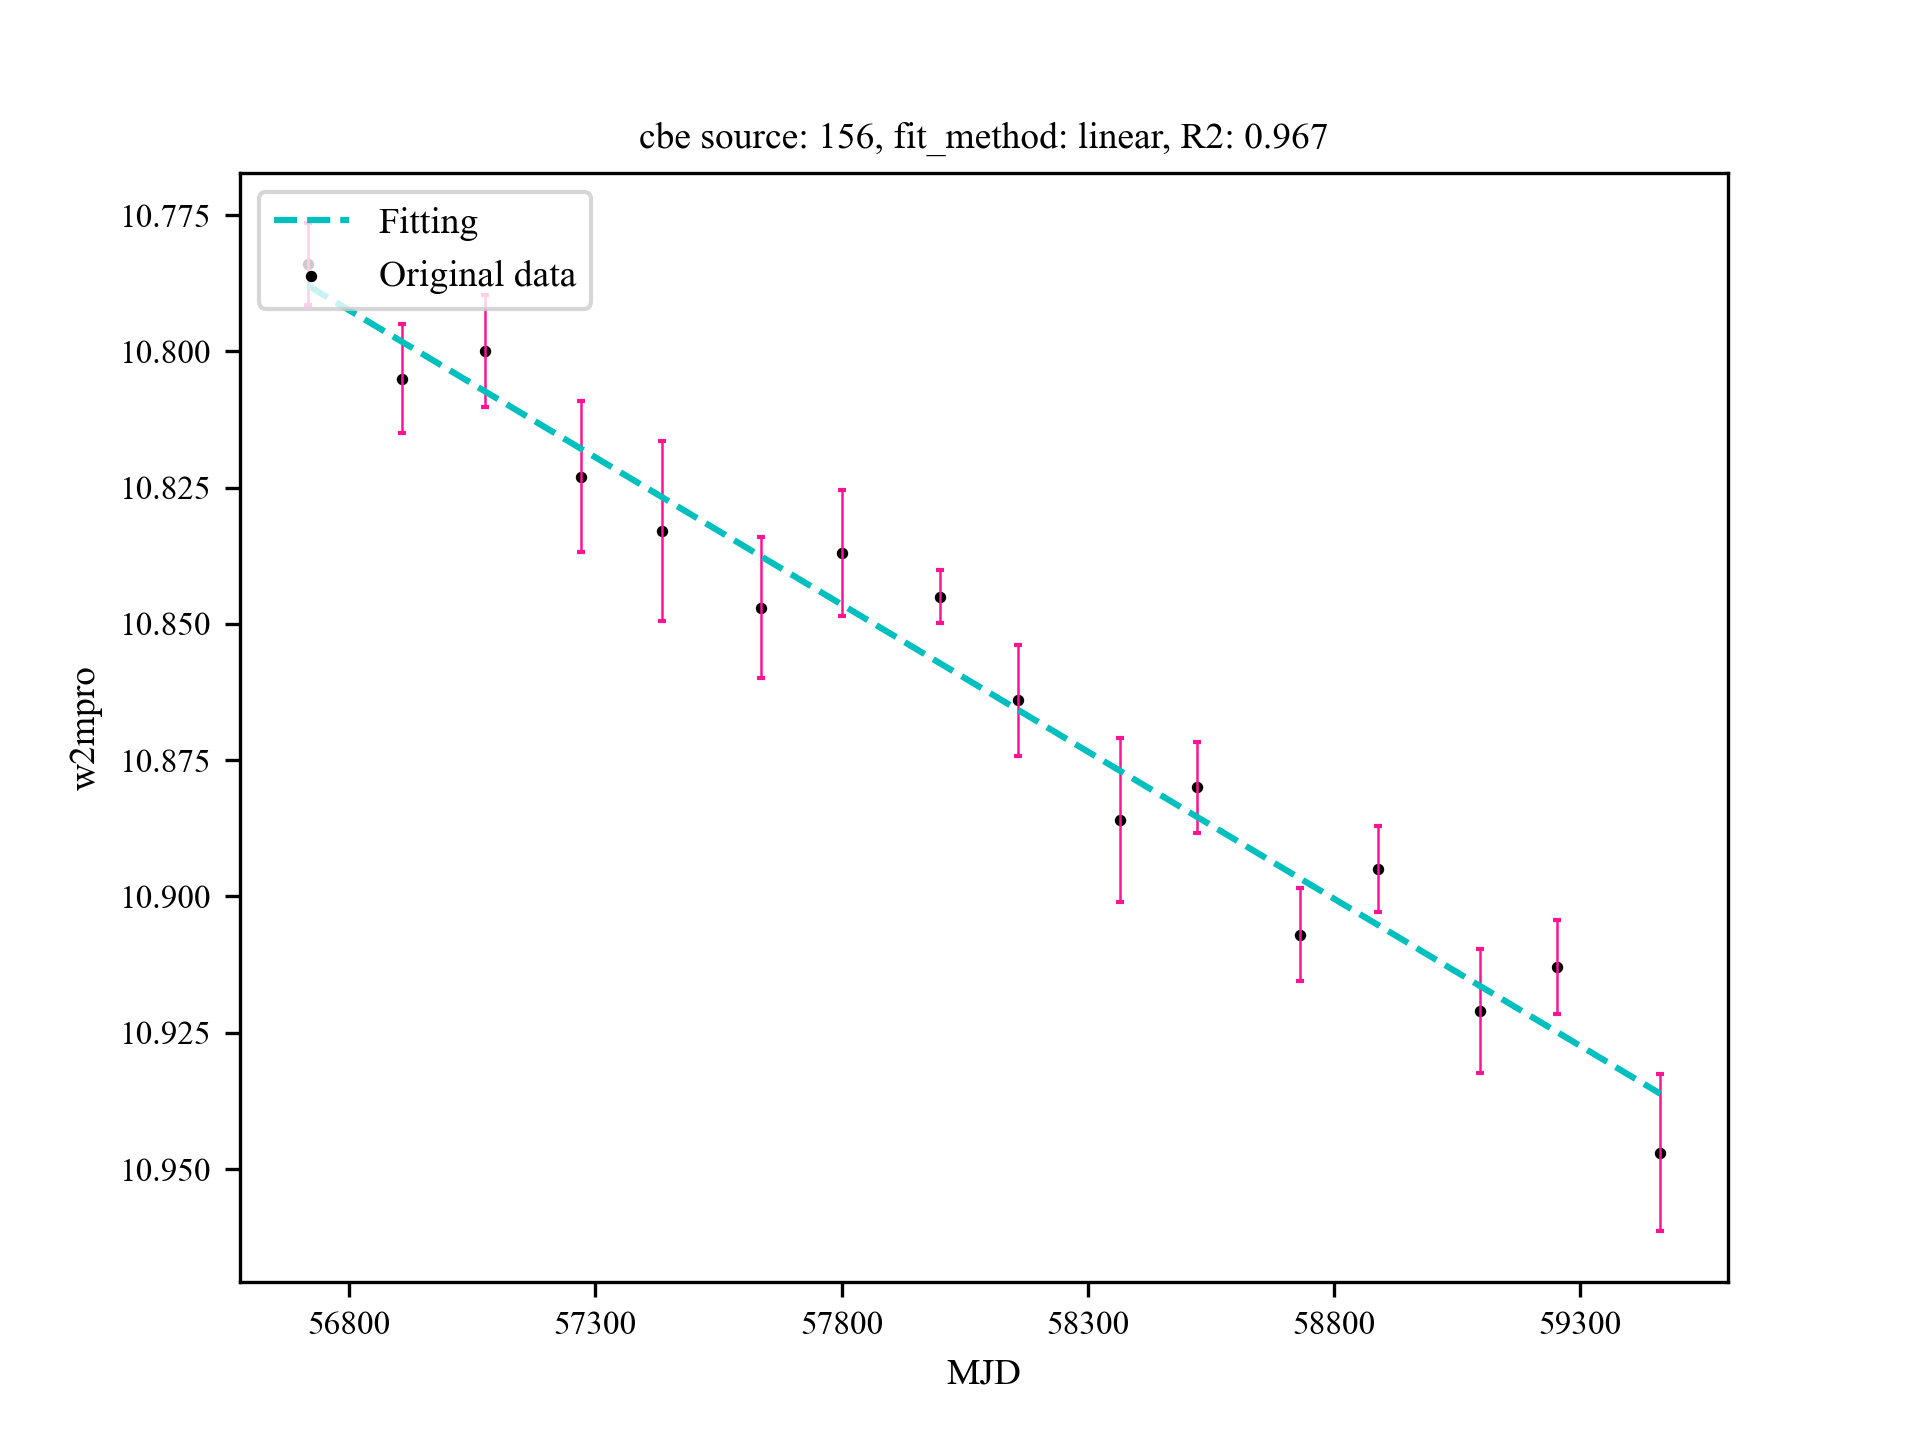 cbe source: 156, fit_method: linear, R2: 0.967
Fitting
Original data
10.775
10.800
10.825
10.850
10.875
10.900
10.925
10.950
w2mpro
56800
57300
57800
58300
58800
59300
MJD